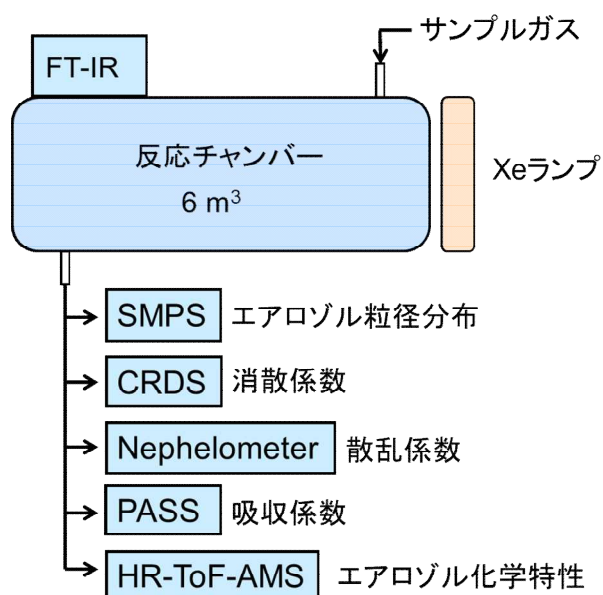 サンプルガス
FT-IR
反応チャンバー
6 m³
Xeランプ
SMPS エアロゾル粒径分布
CRDS 消散係数
Nephelometer 散乱係数
PASS 吸収係数
HR-ToF-AMS エアロゾル化学特性